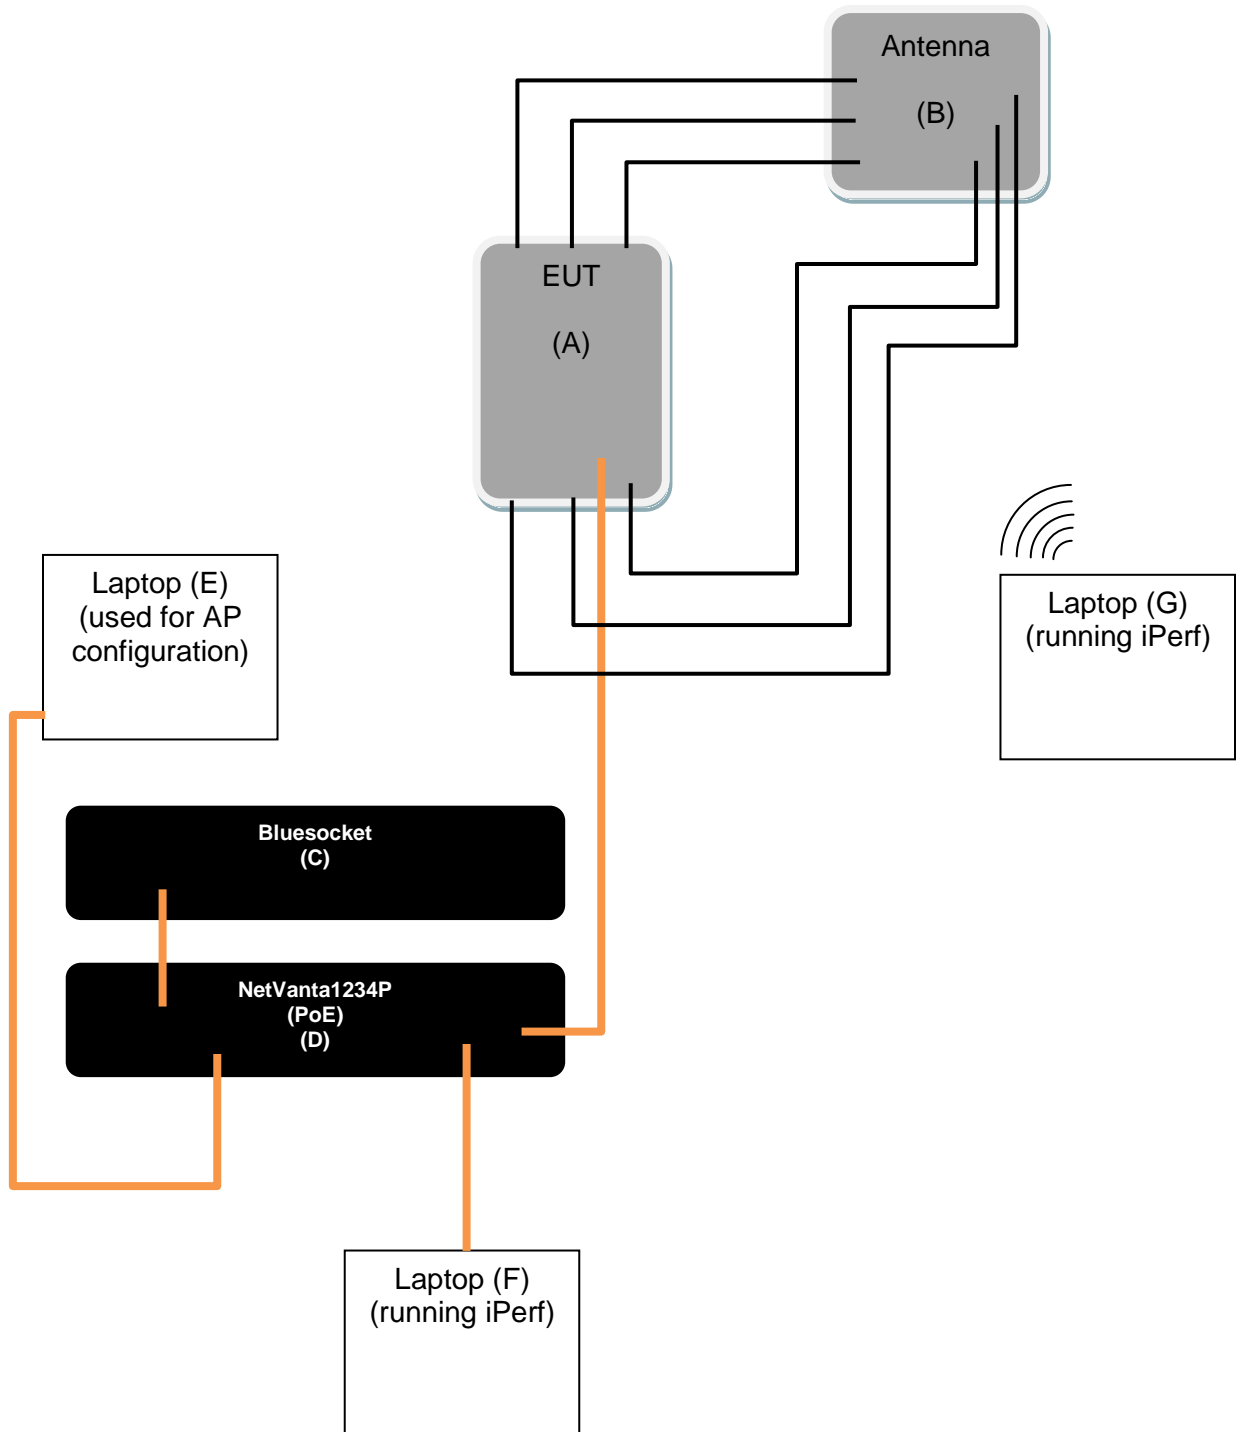 Antenna
(B)
EUT
(A)
Laptop (E)
(used for AP
configuration)
Laptop (G)
(running iPerf)
Bluesocket
(C)
NetVanta1234P
(PoE)
(D)
Laptop (F)
(running iPerf)